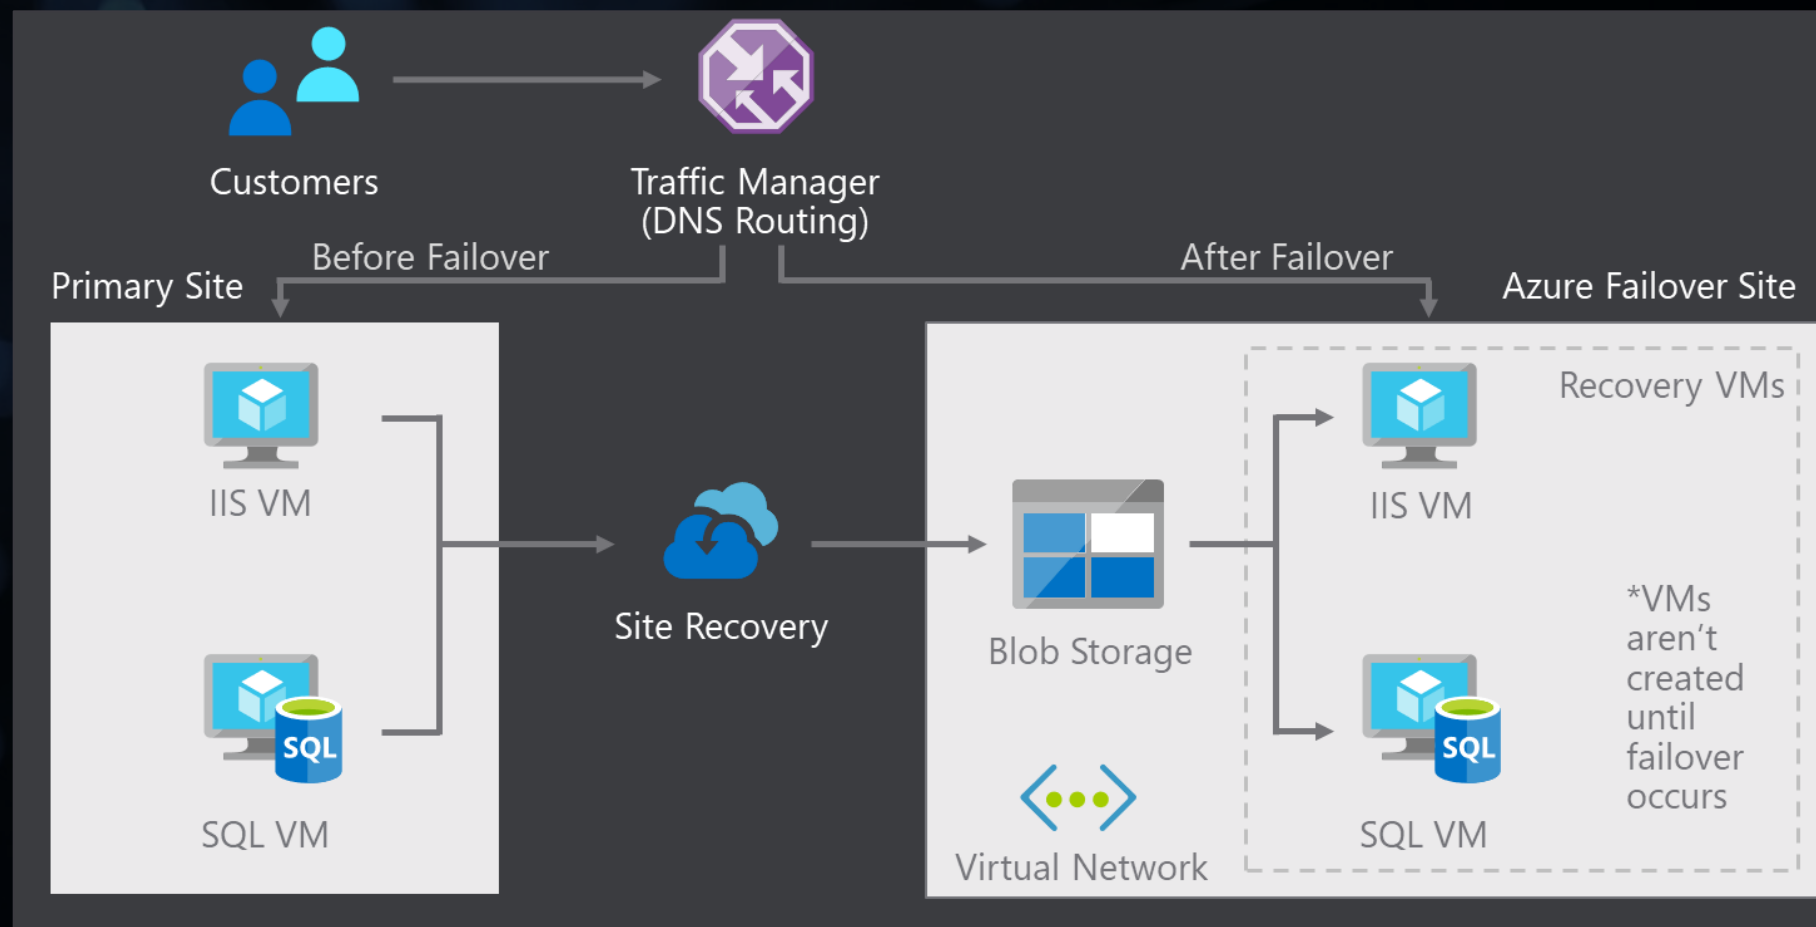 Customers
Traffic Manager
(DNS Routing)
Before Failover
After Failover
Primary Site
Azure Failover Site
IIS VM
SQL
SQL VM
Site Recovery
Blob Storage
Virtual Network
Recovery VMs
IIS VM
*VMs
aren’t
created
until
failover
occurs
SQL
SQL VM